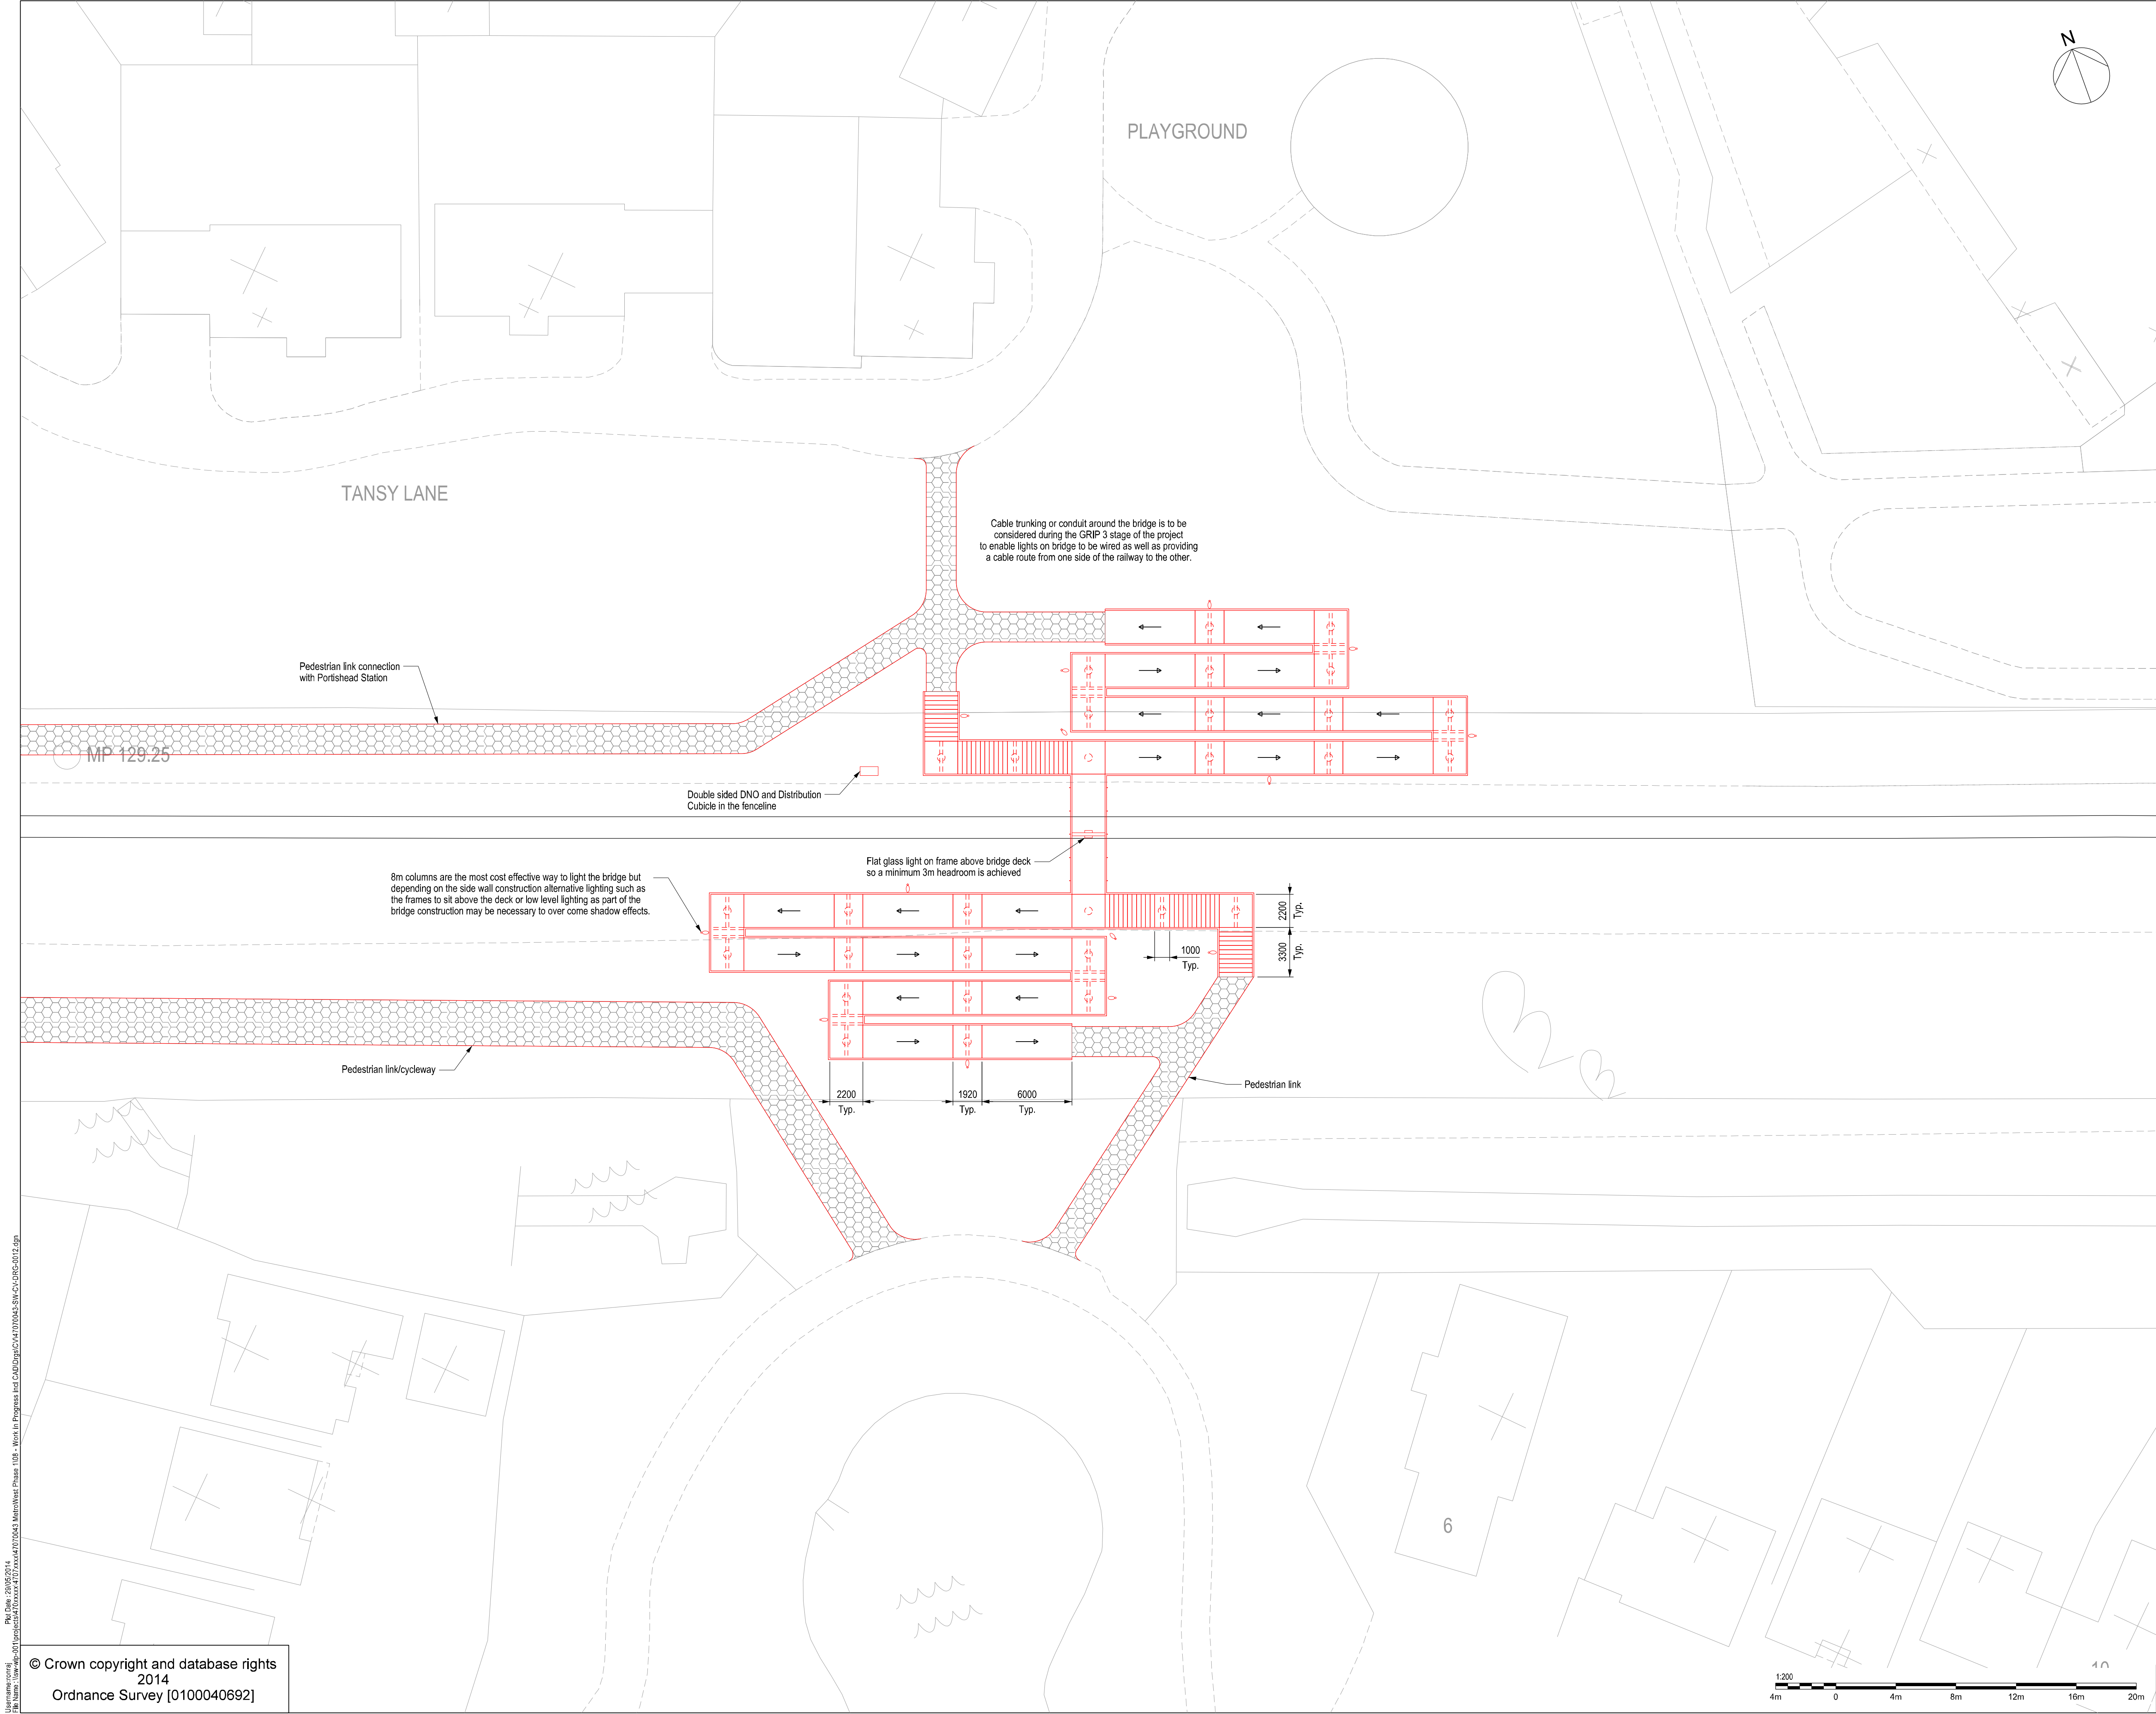 N
PLAYGROUND
TANSY LANE
Cable trunking or conduit around the bridge is to be
considered during the GRIP 3 stage of the project
to enable lights on bridge to be wired as well as providing
a cable route from one side of the railway to the other.
Pedestrian link connection
with Portishead Station
MP 129.25
Double sided DNO and Distribution
Cubicle in the fenceline
Flat glass light on frame above bridge deck
so a minimum 3m headroom is achieved
8m columns are the most cost effective way to light the bridge but
depending on the side wall construction alternative lighting such as
the frames to sit above the deck or low level lighting as part of the
bridge construction may be necessary to over come shadow effects.
2200
Typ.
1000
Typ.
3300
Typ.
Pedestrian link/cycleway
Pedestrian link
2200
Typ.
1920
Typ.
6000
Typ.
6
10
© Crown copyright and database rights
2014
Ordnance Survey [0100040692]
1:200
4m 0 4m 8m 12m 16m 20m
Username:ronraj Plot Date : 29/05/2014